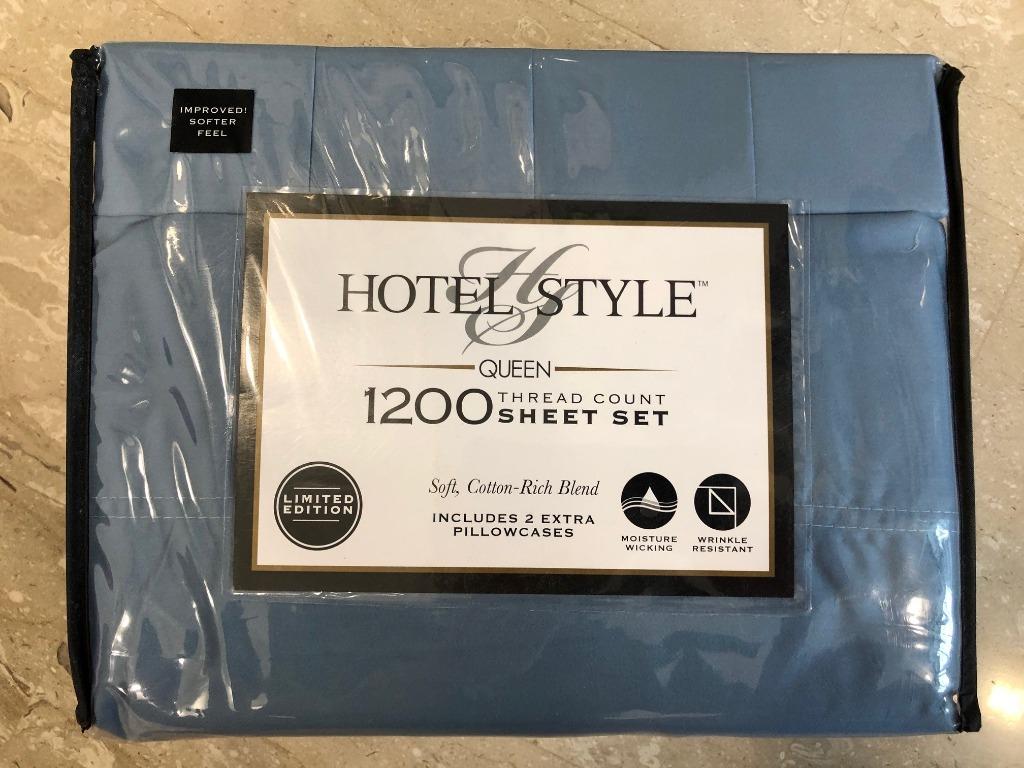 IMPROVED!
SOFTER
FEEL
HS
HOTEL STYLE™
QUEEN
1200 THREAD COUNT
SHEET SET
LIMITED
EDITION
Soft, Cotton-Rich Blend
INCLUDES 2 EXTRA
PILLOWCASES
MOISTURE
WICKING
WRINKLE
RESISTANT